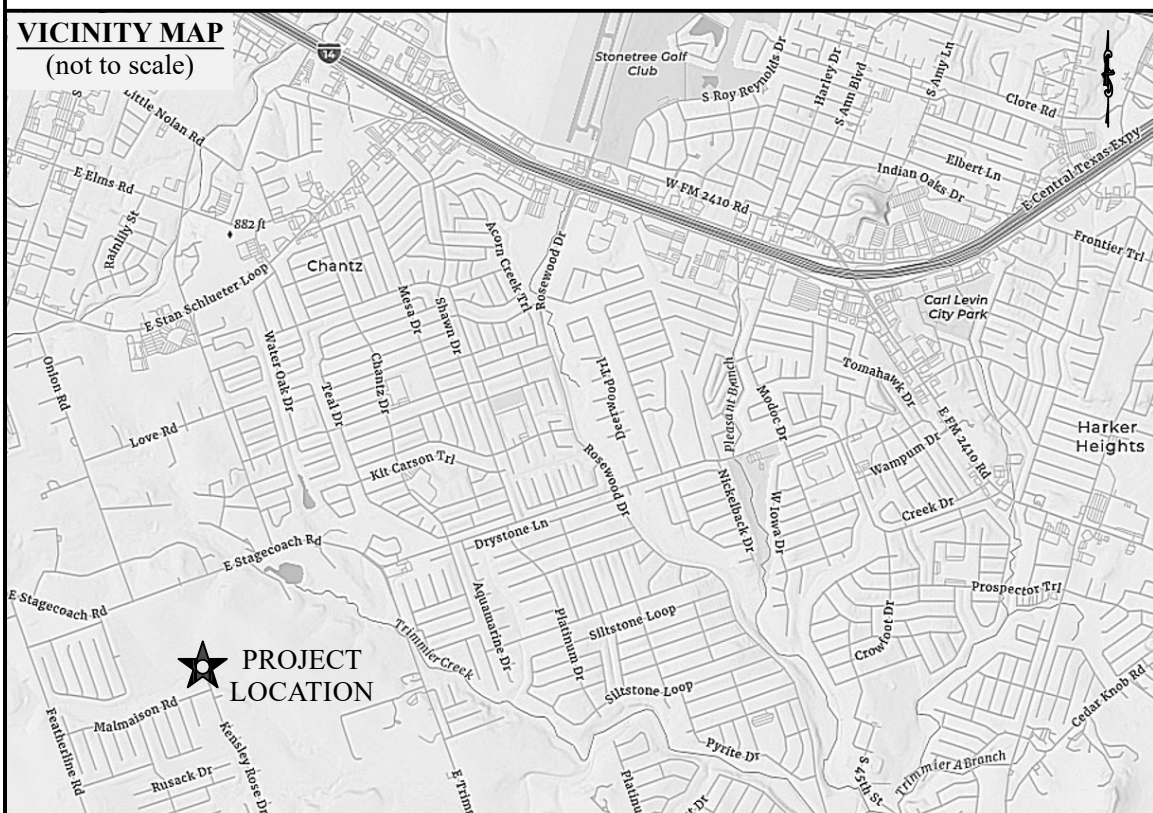 VICINITY MAP
(not to scale)
14
Stonetree Golf
Club
S Roy Reynolds Dr
Harley Dr
S Ann Blvd
S Amy Ln
Clore Rd
Little Nolan Rd
E Elms Rd
Rainlily St
882 ft
Chantz
E Stan Schlueter Loop
Acorn Creek Trl
Rosewood Dr
W FM 2410 Rd
Indian Oaks Dr
Elbert Ln
E Central Texas Expy
Frontier Trl
Carl Levin
City Park
Mesa Dr
Shawn Dr
Water Oak Dr
Teal Dr
Chantz Dr
Deerwood Trl
Pleasant Branch
Modoc Dr
Tomahawk Dr
E FM 2410 Rd
Harker
Heights
Onion Rd
Love Rd
Kit Carson Trl
Rosewood Dr
Nickelback Dr
W Iowa Dr
Wampum Dr
Creek Dr
Drystone Ln
E Stagecoach Rd
E Stagecoach Rd
Prospector Trl
Aquamarine Dr
Platinum Dr
Siltstone Loop
Crowfoot Dr
Trimmier Creek
PROJECT
LOCATION
Siltstone Loop
Cedar Knob Rd
Malmaison Rd
Featherline Rd
Kensley Rose Dr
Rusack Dr
E Trim
Pyrite Dr
Platinu
st Dr
S 45th St
Trimmier A Branch